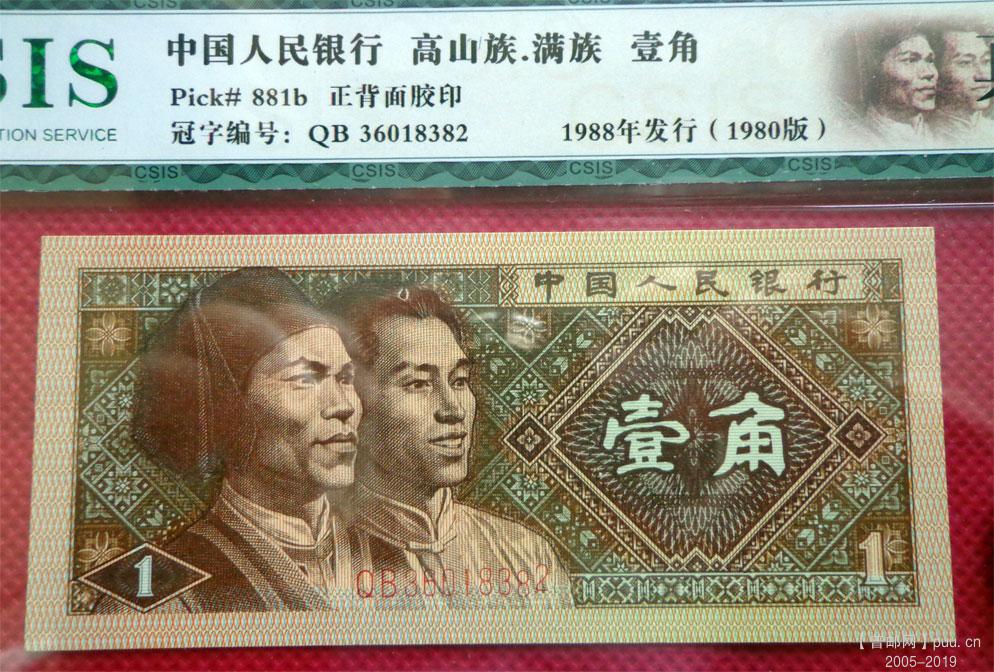 SIS
TION SERVICE
中国人民银行 高山族.满族 壹角
Pick# 881b 正背面胶印
冠字编号: QB 36018382
1988年发行 (1980版)
CSIS CSIS CSIS CSIS
中国人民银行
壹角
1
1
QB36018382
【普邮网】puu.cn
2005-2019